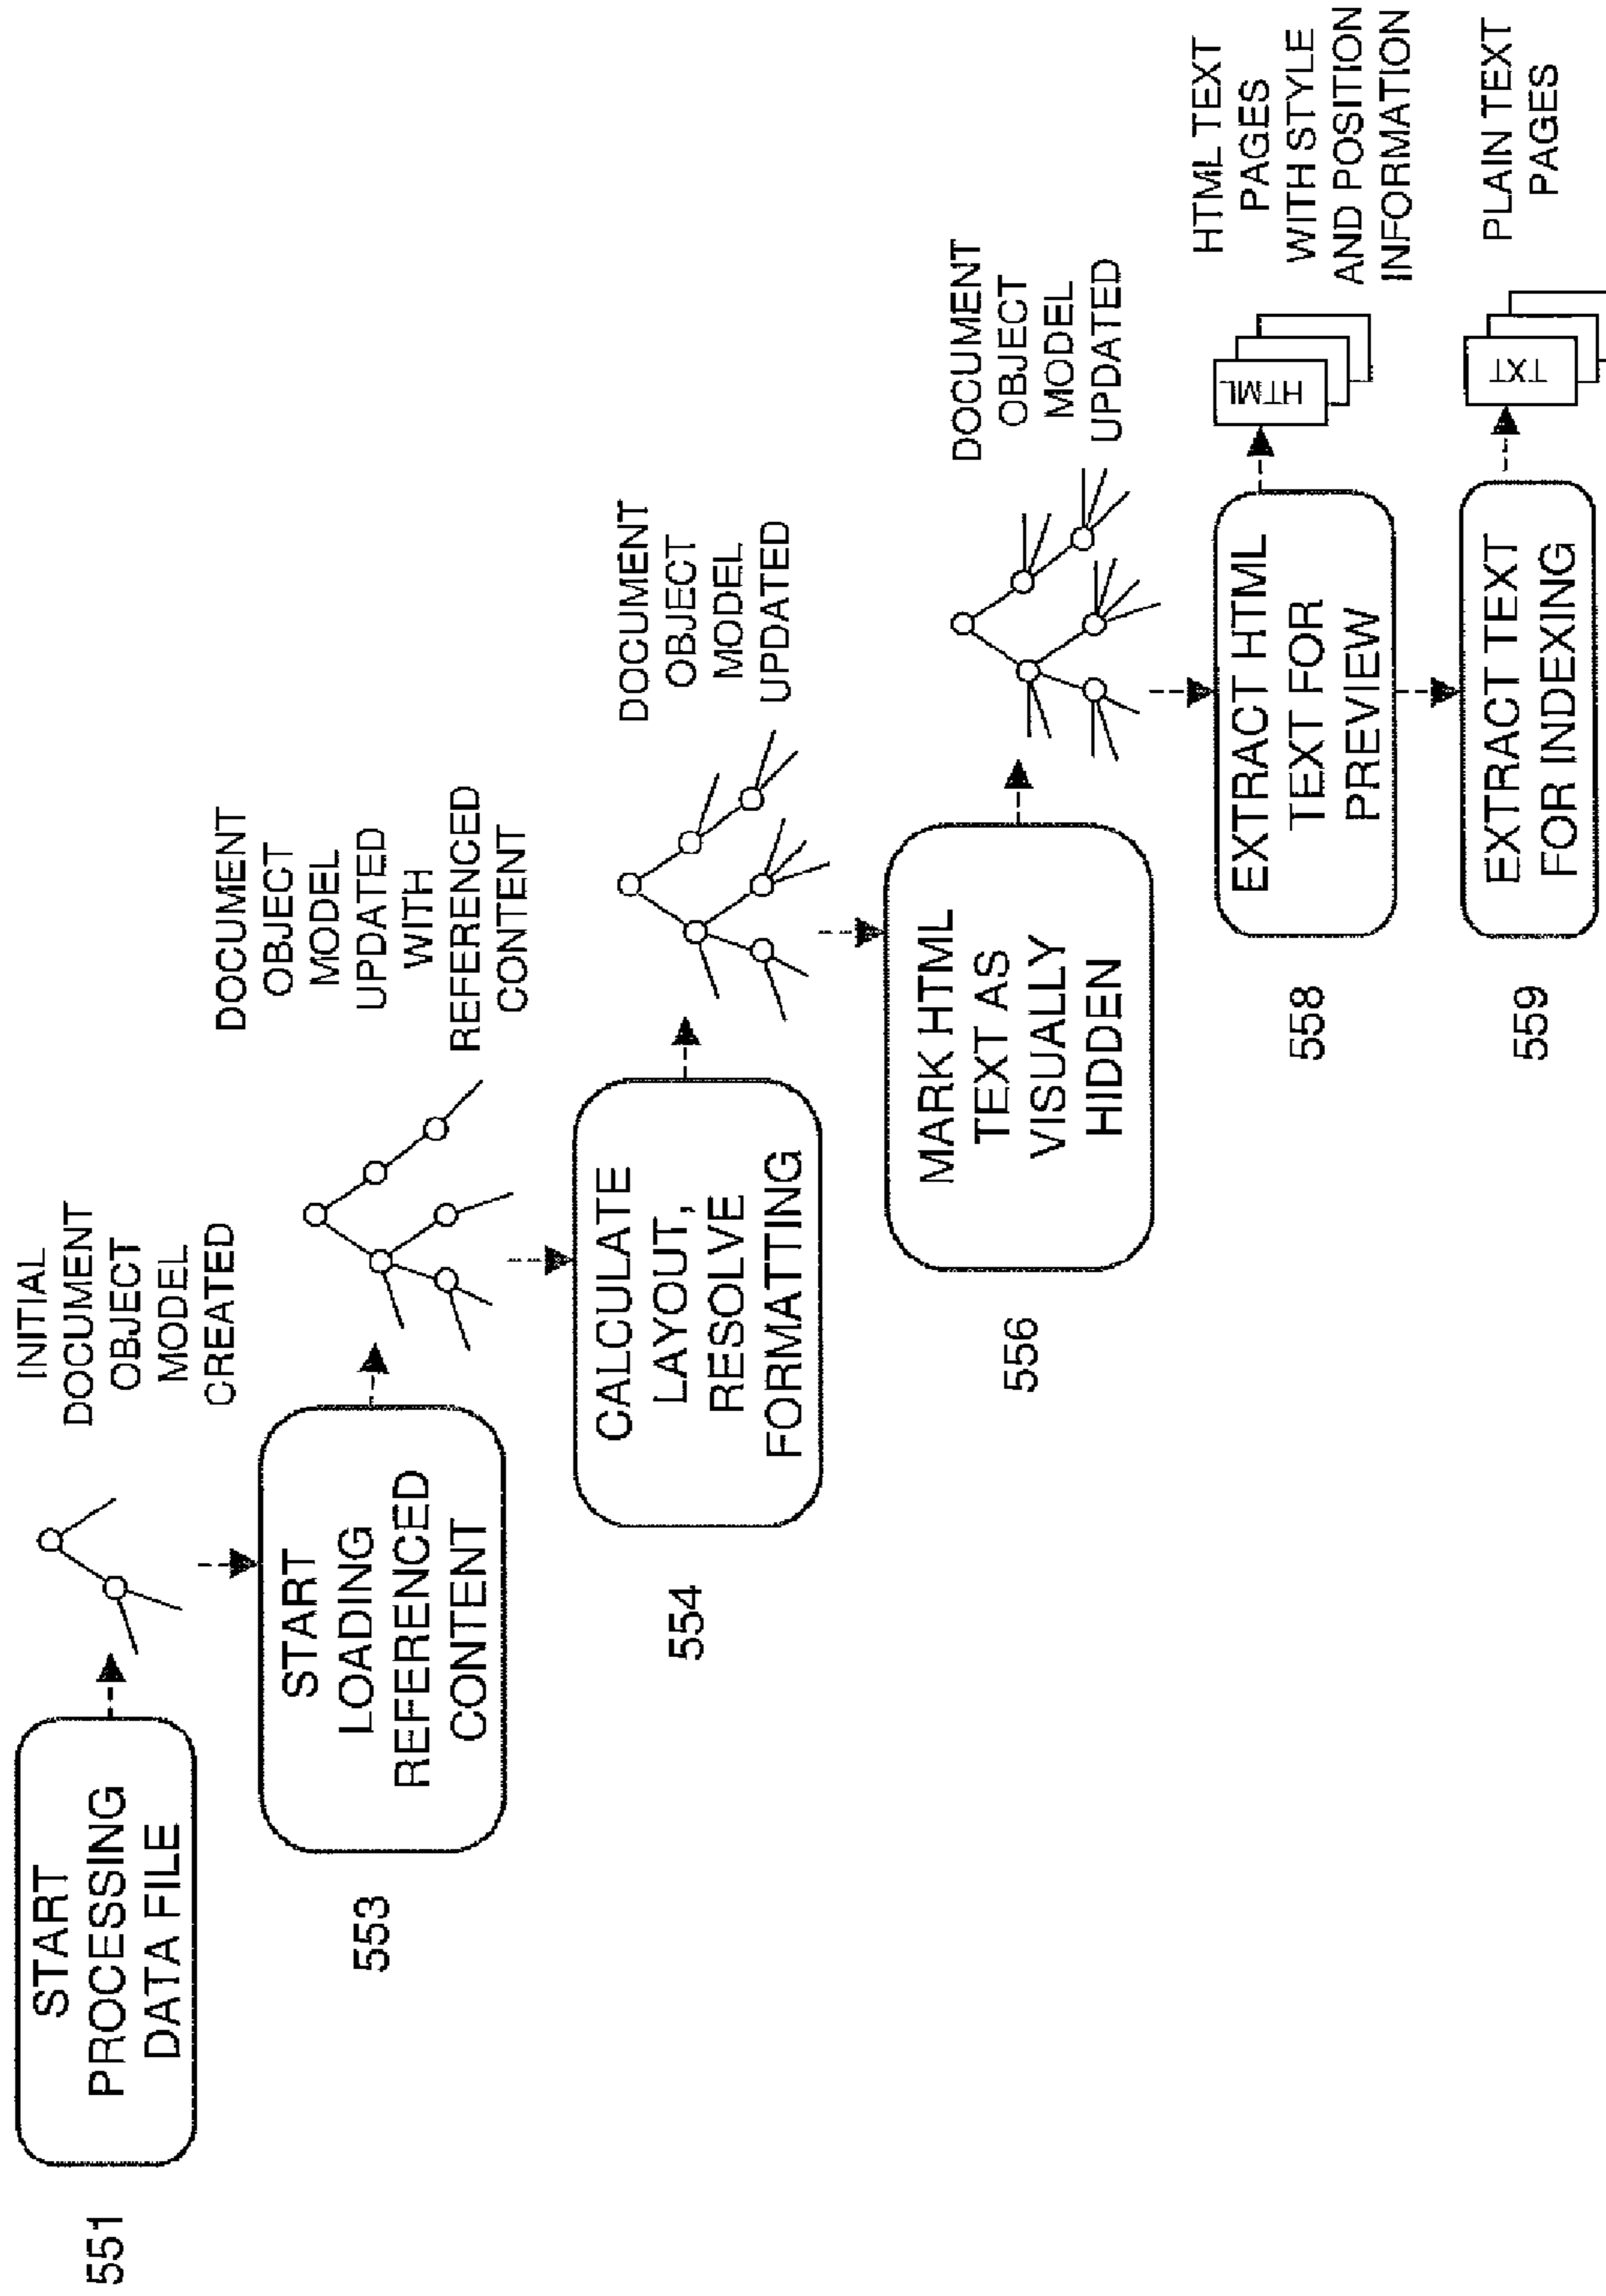 551
START
PROCESSING
DATA FILE
INITIAL
DOCUMENT
OBJECT
MODEL
CREATED
553
START
LOADING
REFERENCED
CONTENT
DOCUMENT
OBJECT
MODEL
UPDATED
WITH
REFERENCED
CONTENT
554
CALCULATE
LAYOUT,
RESOLVE
FORMATTING
DOCUMENT
OBJECT
MODEL
UPDATED
556
MARK HTML
TEXT AS
VISUALLY
HIDDEN
DOCUMENT
OBJECT
MODEL
UPDATED
558
EXTRACT HTML
TEXT FOR
PREVIEW
HTML
HTML TEXT
PAGES
WITH STYLE
AND POSITION
INFORMATION
559
EXTRACT TEXT
FOR INDEXING
TXT
PLAIN TEXT
PAGES